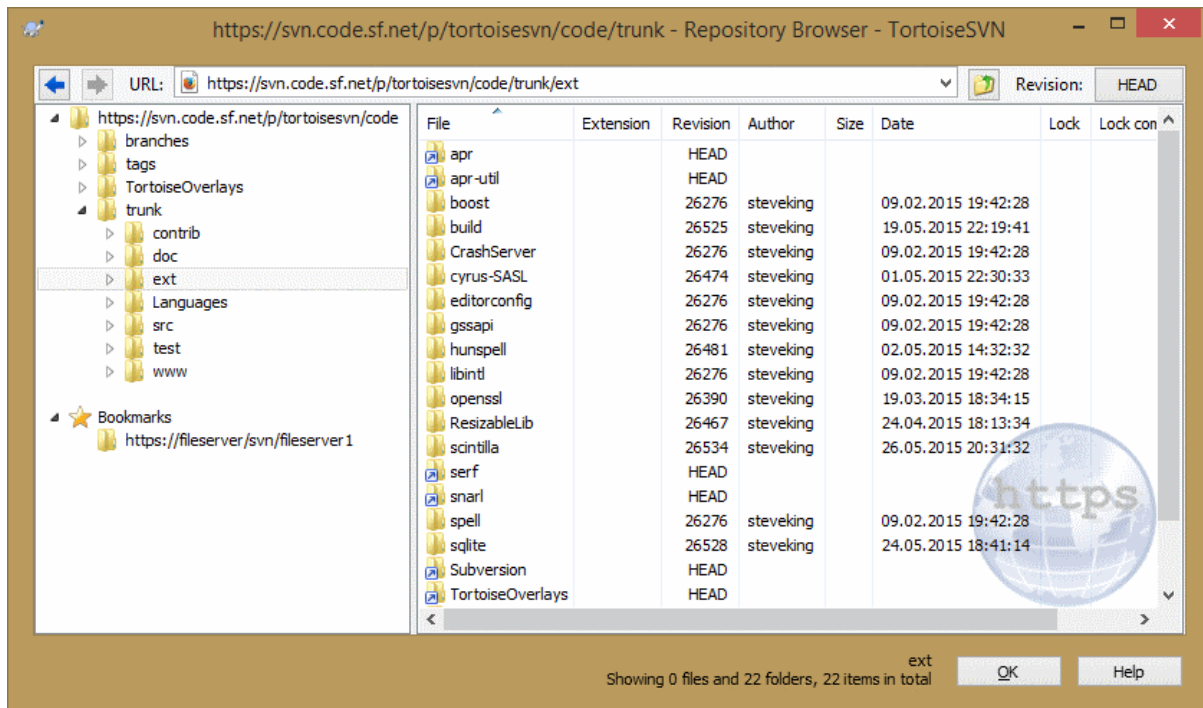 https://svn.code.sf.net/p/tortoisesvn/code/trunk - Repository Browser - TortoiseSVN
URL: https://svn.code.sf.net/p/tortoisesvn/code/trunk/ext Revision: HEAD
https://svn.code.sf.net/p/tortoisesvn/code
branches
tags
TortoiseOverlays
trunk
contrib
doc
ext
Languages
src
test
www
Bookmarks
https://fileserver/svn/fileserver1
File Extension Revision Author Size Date Lock Lock com
apr HEAD
apr-util HEAD
boost 26276 steveking 09.02.2015 19:42:28
build 26525 steveking 19.05.2015 22:19:41
CrashServer 26276 steveking 09.02.2015 19:42:28
cyrus-SASL 26474 steveking 01.05.2015 22:30:33
editorconfig 26276 steveking 09.02.2015 19:42:28
gssapi 26276 steveking 09.02.2015 19:42:28
hunspell 26481 steveking 02.05.2015 14:32:32
libintl 26276 steveking 09.02.2015 19:42:28
openssl 26390 steveking 19.03.2015 18:34:15
ResizableLib 26467 steveking 24.04.2015 18:13:34
scintilla 26534 steveking 26.05.2015 20:31:32
serf HEAD
snarl HEAD
spell 26276 steveking 09.02.2015 19:42:28
sqlite 26528 steveking 24.05.2015 18:41:14
Subversion HEAD
TortoiseOverlays HEAD
https
ext
Showing 0 files and 22 folders, 22 items in total
OK Help